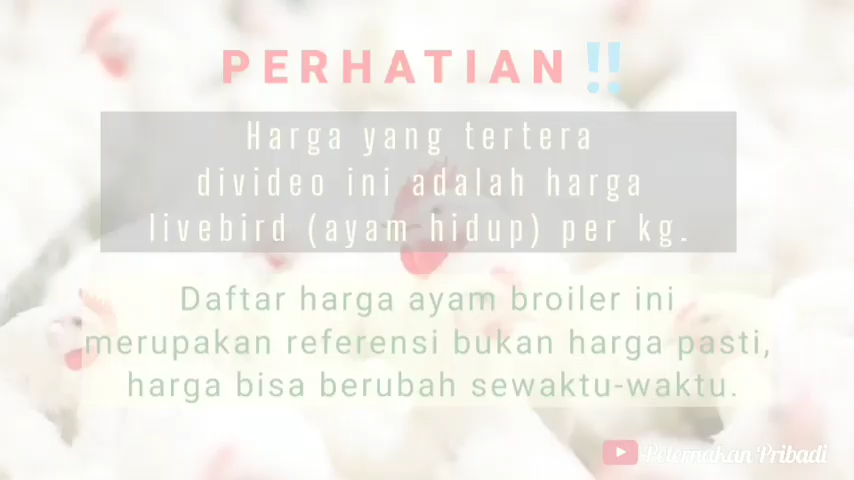 PERHATIAN‼
Harga yang tertera
divideo ini adalah harga
livebird (ayam hidup) per kg.
Daftar harga ayam broiler ini
merupakan referensi bukan harga pasti,
harga bisa berubah sewaktu-waktu.
Peternakan Pribadi